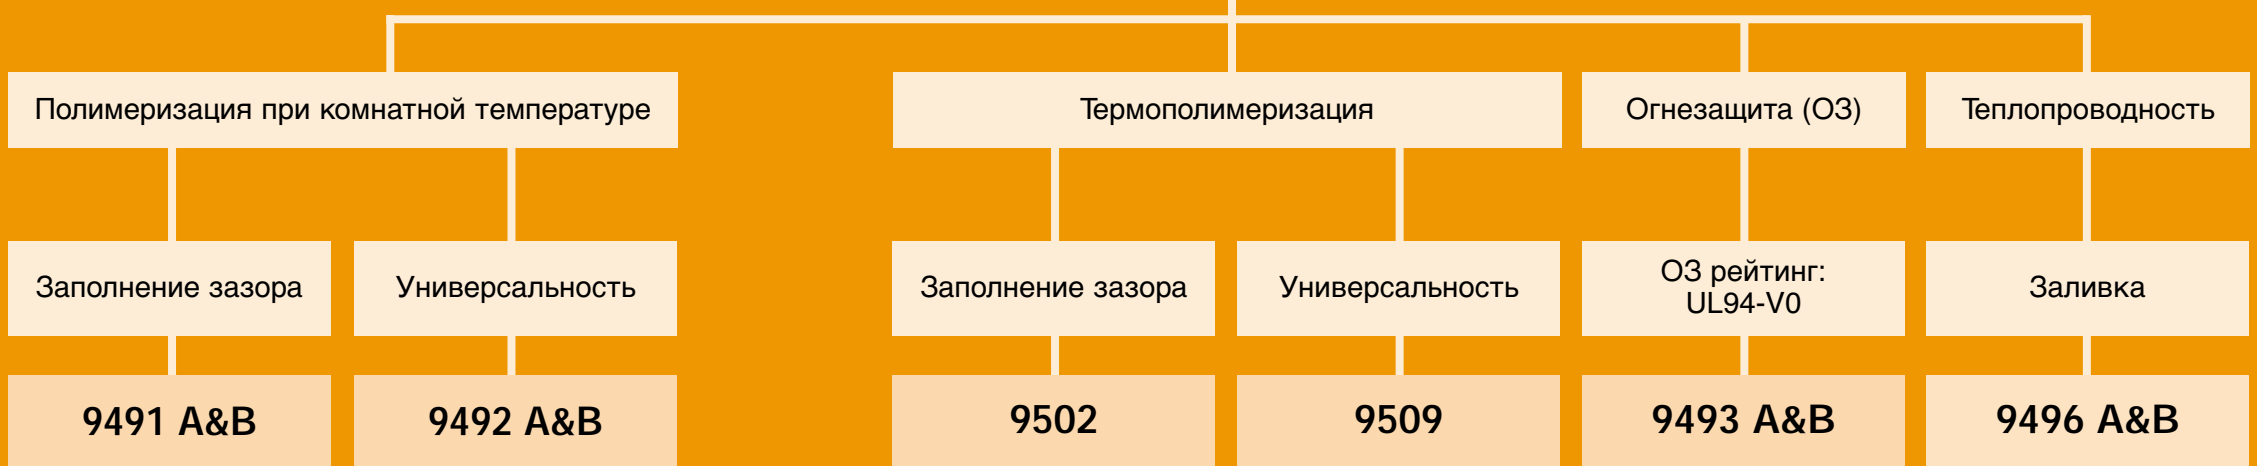 Полимеризация при комнатной температуре
Термополимеризация
Огнезащита (ОЗ)
Теплопроводность
Заполнение зазора
Универсальность
Заполнение зазора
Универсальность
ОЗ рейтинг:
UL94-V0
Заливка
9491 A&B
9492 A&B
9502
9509
9493 A&B
9496 A&B